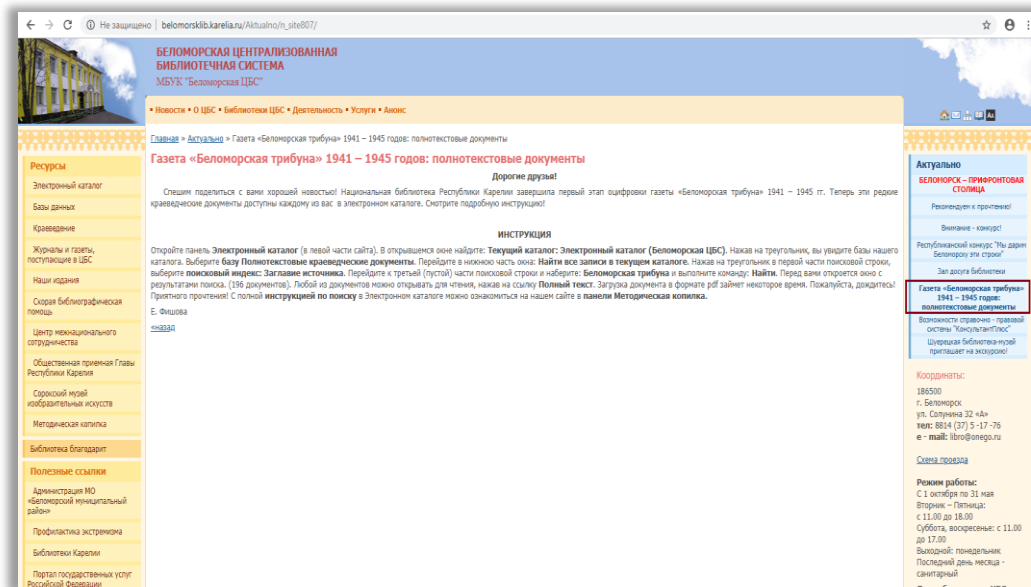 Не защищено | belomorsklib.karelia.ru/Aktualno/n_site807/
БЕЛОМОРСКАЯ ЦЕНТРАЛИЗОВАННАЯ
БИБЛИОТЕЧНАЯ СИСТЕМА
МБУК "Беломорская ЦБС"
▪ Новости ▪ О ЦБС ▪ Библиотеки ЦБС ▪ Деятельность ▪ Услуги ▪ Анонс
Ресурсы
Электронный каталог
Базы данных
Краеведение
Журналы и газеты,
поступающие в ЦБС
Наши издания
Скорая библиографическая
помощь
Центр межнационального
сотрудничества
Общественная приемная Главы
Республики Карелия
Сорокский музей
изобразительных искусств
Методическая копилка
Библиотека благодарит
Полезные ссылки
Администрация МО
«Беломорский муниципальный
район»
Профилактика экстремизма
Библиотеки Карелии
Портал государственных услуг
Российской Федерации
Главная » Актуально » Газета «Беломорская трибуна» 1941 – 1945 годов: полнотекстовые документы
Газета «Беломорская трибуна» 1941 – 1945 годов: полнотекстовые документы
Дорогие друзья!
Спешим поделиться с вами хорошей новостью! Национальная библиотека Республики Карелии завершила первый этап оцифровки газеты «Беломорская трибуна» 1941 – 1945 гг. Теперь эти редкие
краеведческие документы доступны каждому из вас в электронном каталоге. Смотрите подробную инструкцию!
ИНСТРУКЦИЯ
Откройте панель Электронный каталог (в левой части сайта). В открывшемся окне найдите: Текущий каталог: Электронный каталог (Беломорская ЦБС). Нажав на треугольник, вы увидите базы нашего
каталога. Выберите базу Полнотекстовые краеведческие документы. Перейдите в нижнюю часть окна: Найти все записи в текущем каталоге. Нажав на треугольник в первой части поисковой строки,
выберите поисковый индекс: Заглавие источника. Перейдите к третьей (пустой) части поисковой строки и наберите: Беломорская трибуна и выполните команду: Найти. Перед вами откроется окно с
результатами поиска. (196 документов). Любой из документов можно открывать для чтения, нажав на ссылку Полный текст. Загрузка документа в формате pdf займет некоторое время. Пожалуйста, дождитесь!
Приятного прочтения! С полной инструкцией по поиску в Электронном каталоге можно ознакомиться на нашем сайте в панели Методическая копилка.
Е. Фишова
«назад
Актуально
БЕЛОМОРСК – ПРИФРОНТОВАЯ
СТОЛИЦА
Рекомендуем к прочтению!
Внимание - конкурс!
Республиканский конкурс "Мы дарим
Беломорску эти строки"
Зал досуга библиотеки
Газета «Беломорская трибуна»
1941 – 1945 годов:
полнотекстовые документы
Возможности справочно - правовой
системы "КонсультантПлюс"
Шуерецкая библиотека-музей
приглашает на экскурсию!
Координаты:
186500
г. Беломорск
ул. Солунина 32 «А»
тел: 8814 (37) 5 -17 -76
e - mail: libro@onego.ru
Схема проезда
Режим работы:
С 1 октября по 31 мая
Вторник – Пятница:
с 11.00 до 18.00
Суббота, воскресенье: с 11.00
до 17.00
Выходной: понедельник
Последний день месяца -
санитарный